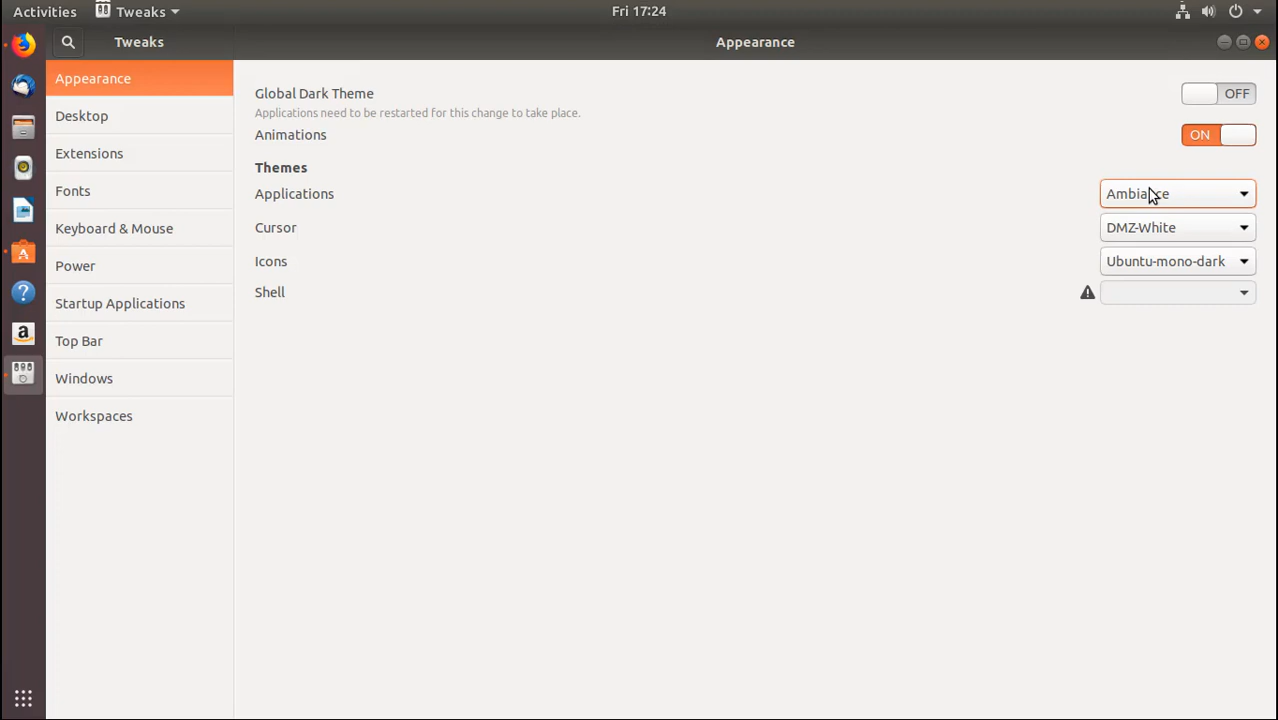 Activities
Tweaks
Fri 17:24
Tweaks
Appearance
Appearance
Desktop
Extensions
Fonts
Keyboard & Mouse
Power
Startup Applications
Top Bar
Windows
Workspaces
Global Dark Theme
OFF
Applications need to be restarted for this change to take place.
Animations
ON
Themes
Applications
Ambiance
Cursor
DMZ-White
Icons
Ubuntu-mono-dark
Shell